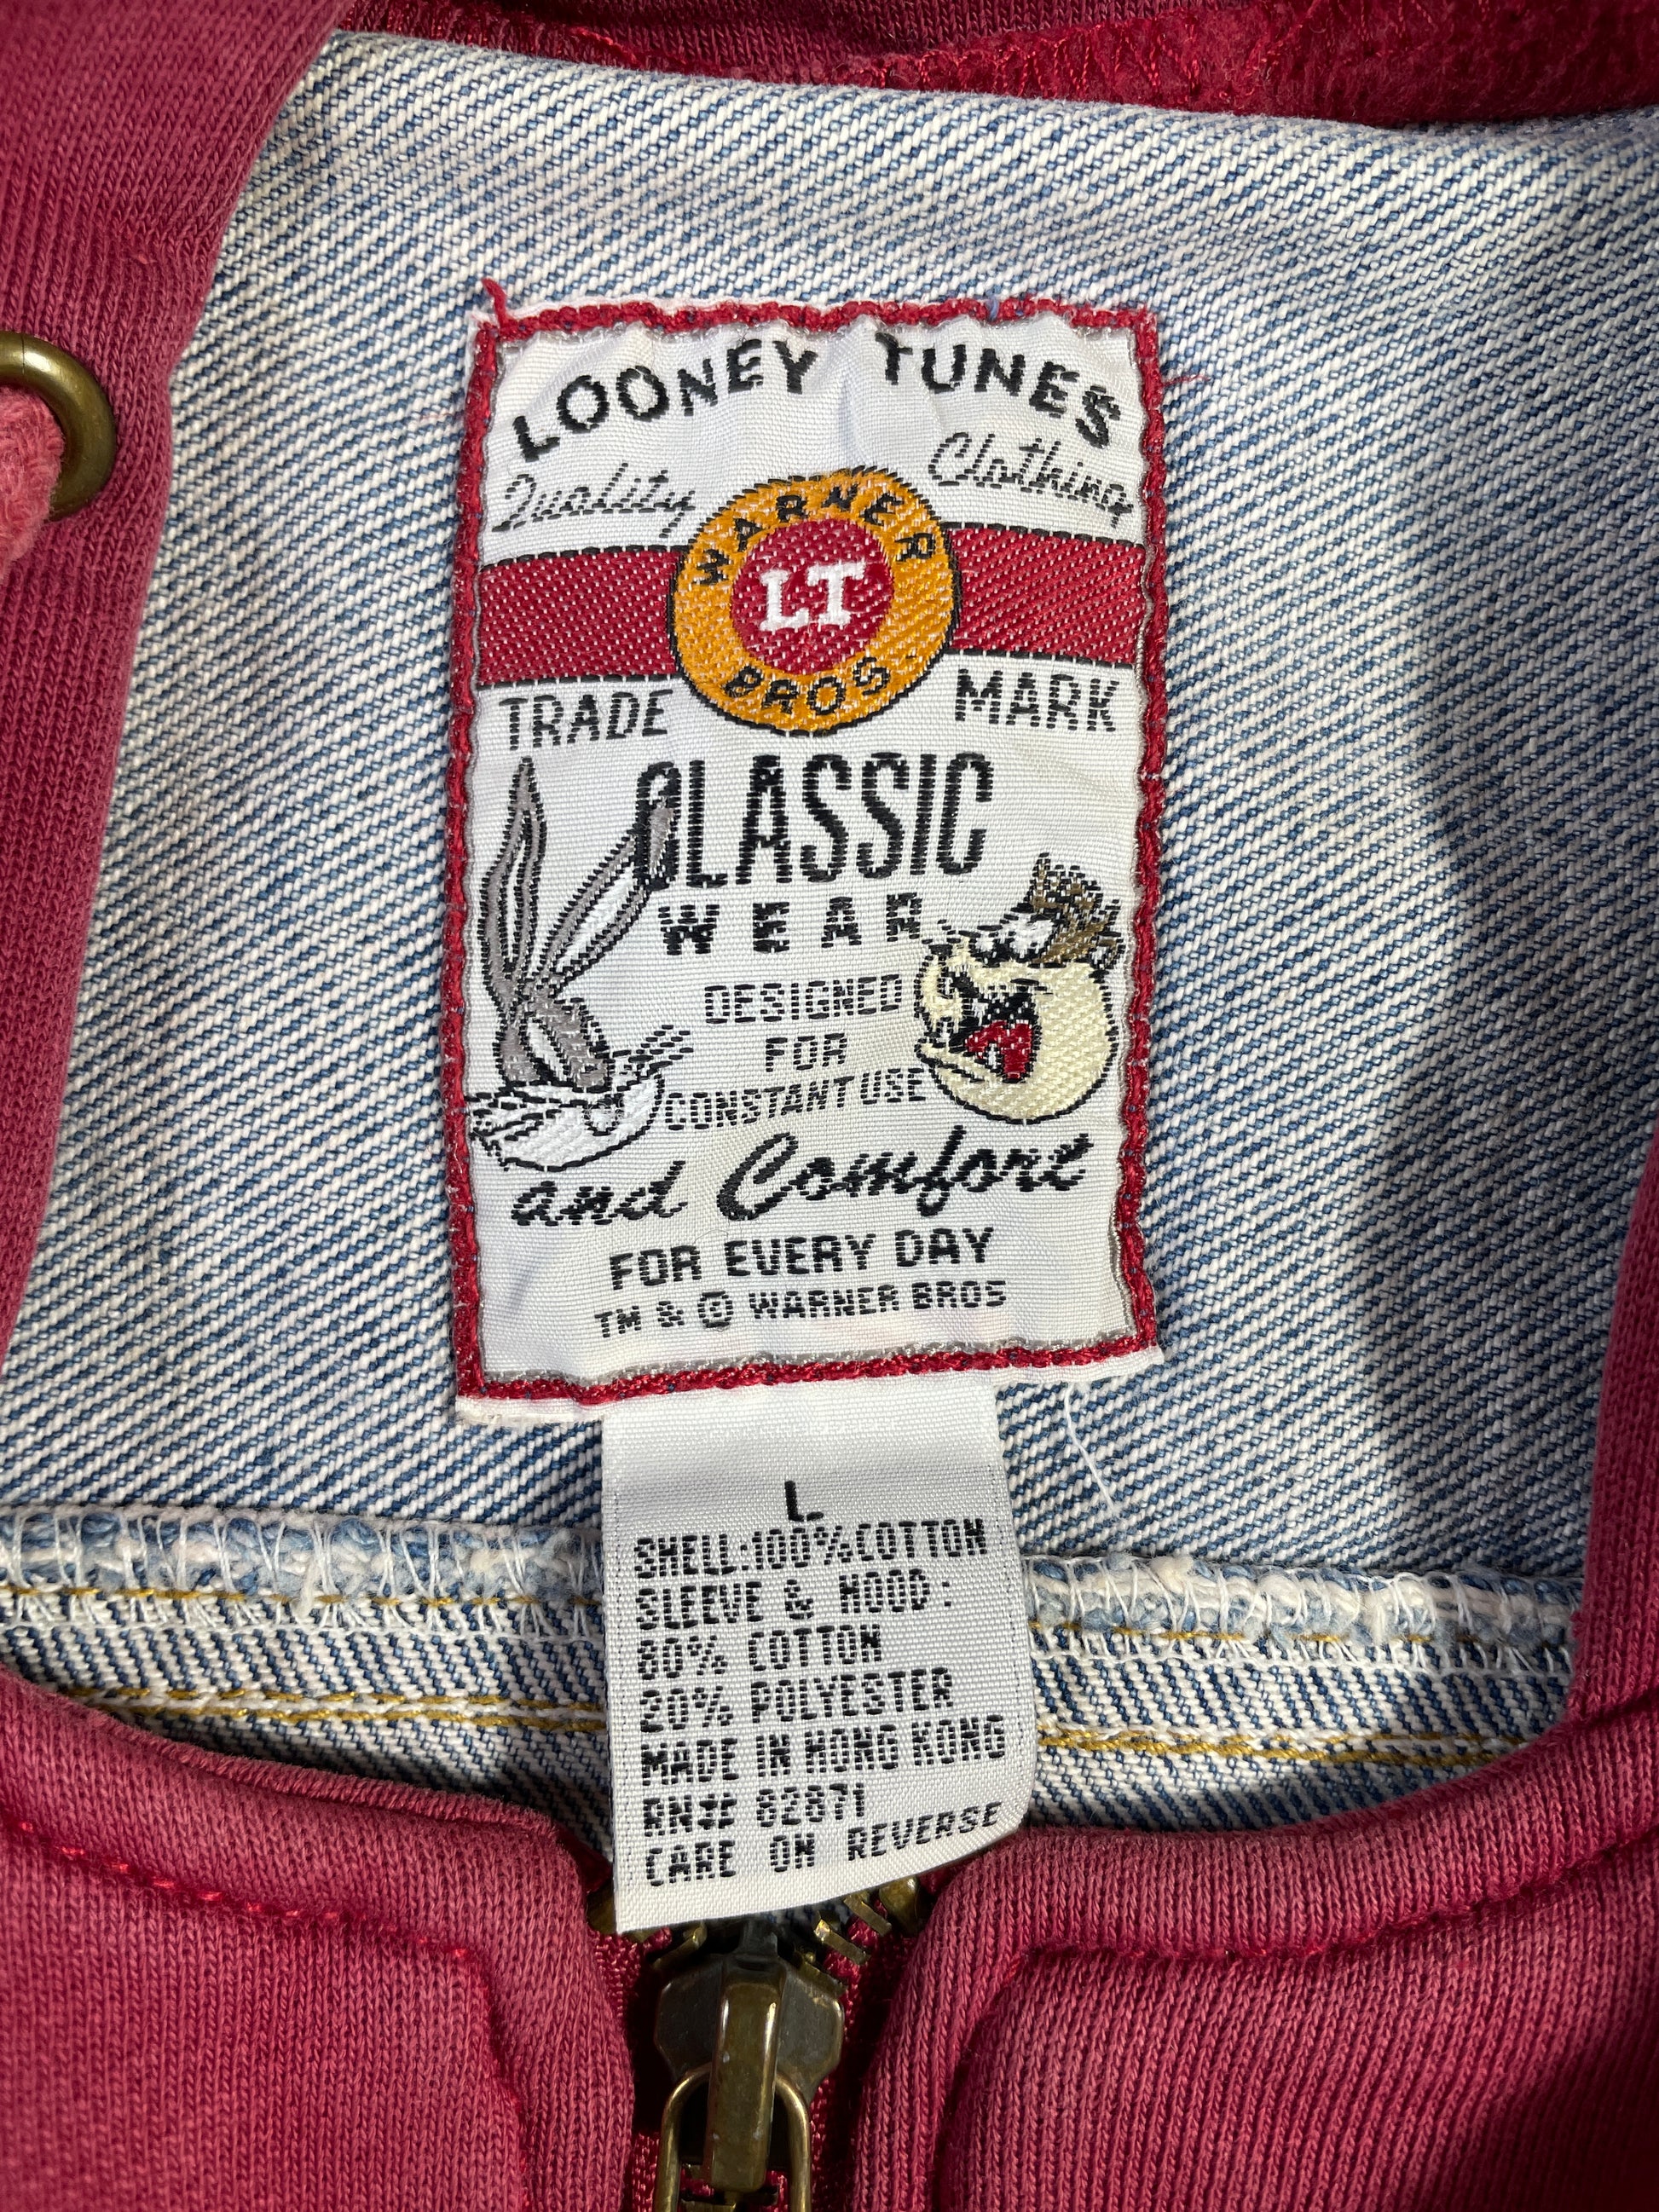 LOONEY TUNES
Quality Clothing
WARNER
LT
BROS.
TRADE MARK
CLASSIC
WEAR
DESIGNED
FOR
CONSTANT USE
and Comfort
FOR EVERY DAY
TM & © WARNER BROS
L
SHELL:100%COTTON
SLEEVE & HOOD:
80% COTTON
20% POLYESTER
MADE IN HONG KONG
RN# 82871
CARE ON REVERSE